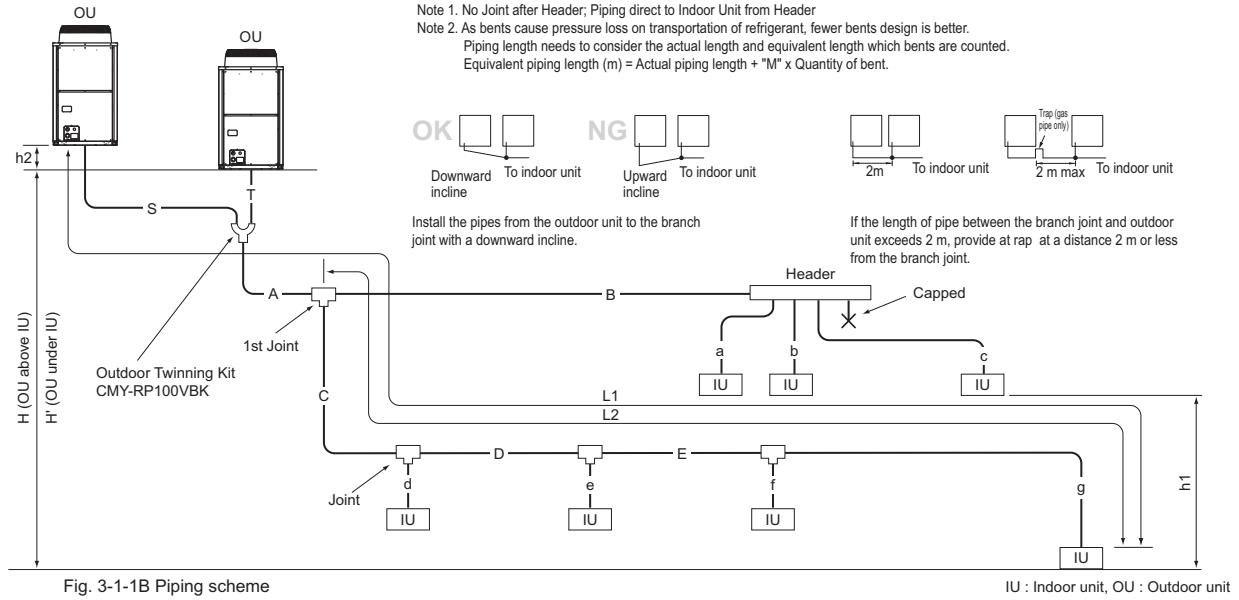 Note 1. No Joint after Header; Piping direct to Indoor Unit from Header
Note 2. As bents cause pressure loss on transportation of refrigerant, fewer bents design is better.
Piping length needs to consider the actual length and equivalent length which bents are counted.
Equivalent piping length (m) = Actual piping length + "M" x Quantity of bent.
OU
OU
h2
S
T
OK
Downward
incline
To indoor unit
NG
Upward
incline
To indoor unit
2m
To indoor unit
Trap (gas
pipe only)
2 m max
To indoor unit
Install the pipes from the outdoor unit to the branch
joint with a downward incline.
If the length of pipe between the branch joint and outdoor
unit exceeds 2 m, provide at rap at a distance 2 m or less
from the branch joint.
A
B
Header
Capped
1st Joint
Outdoor Twinning Kit
CMY-RP100VBK
H (OU above IU)
H' (OU under IU)
a
b
c
IU
IU
IU
C
L1
L2
h1
D
E
Joint
d
e
f
g
IU
IU
IU
IU
Fig. 3-1-1B Piping scheme
IU : Indoor unit, OU : Outdoor unit